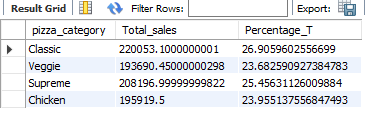 Result Grid Filter Rows: Export:
pizza_category Total_sales Percentage_T
Classic 220053.1000000001 26.9059602556699
Veggie 193690.45000000298 23.682590927384783
Supreme 208196.99999999822 25.45631126009884
Chicken 195919.5 23.955137556847493